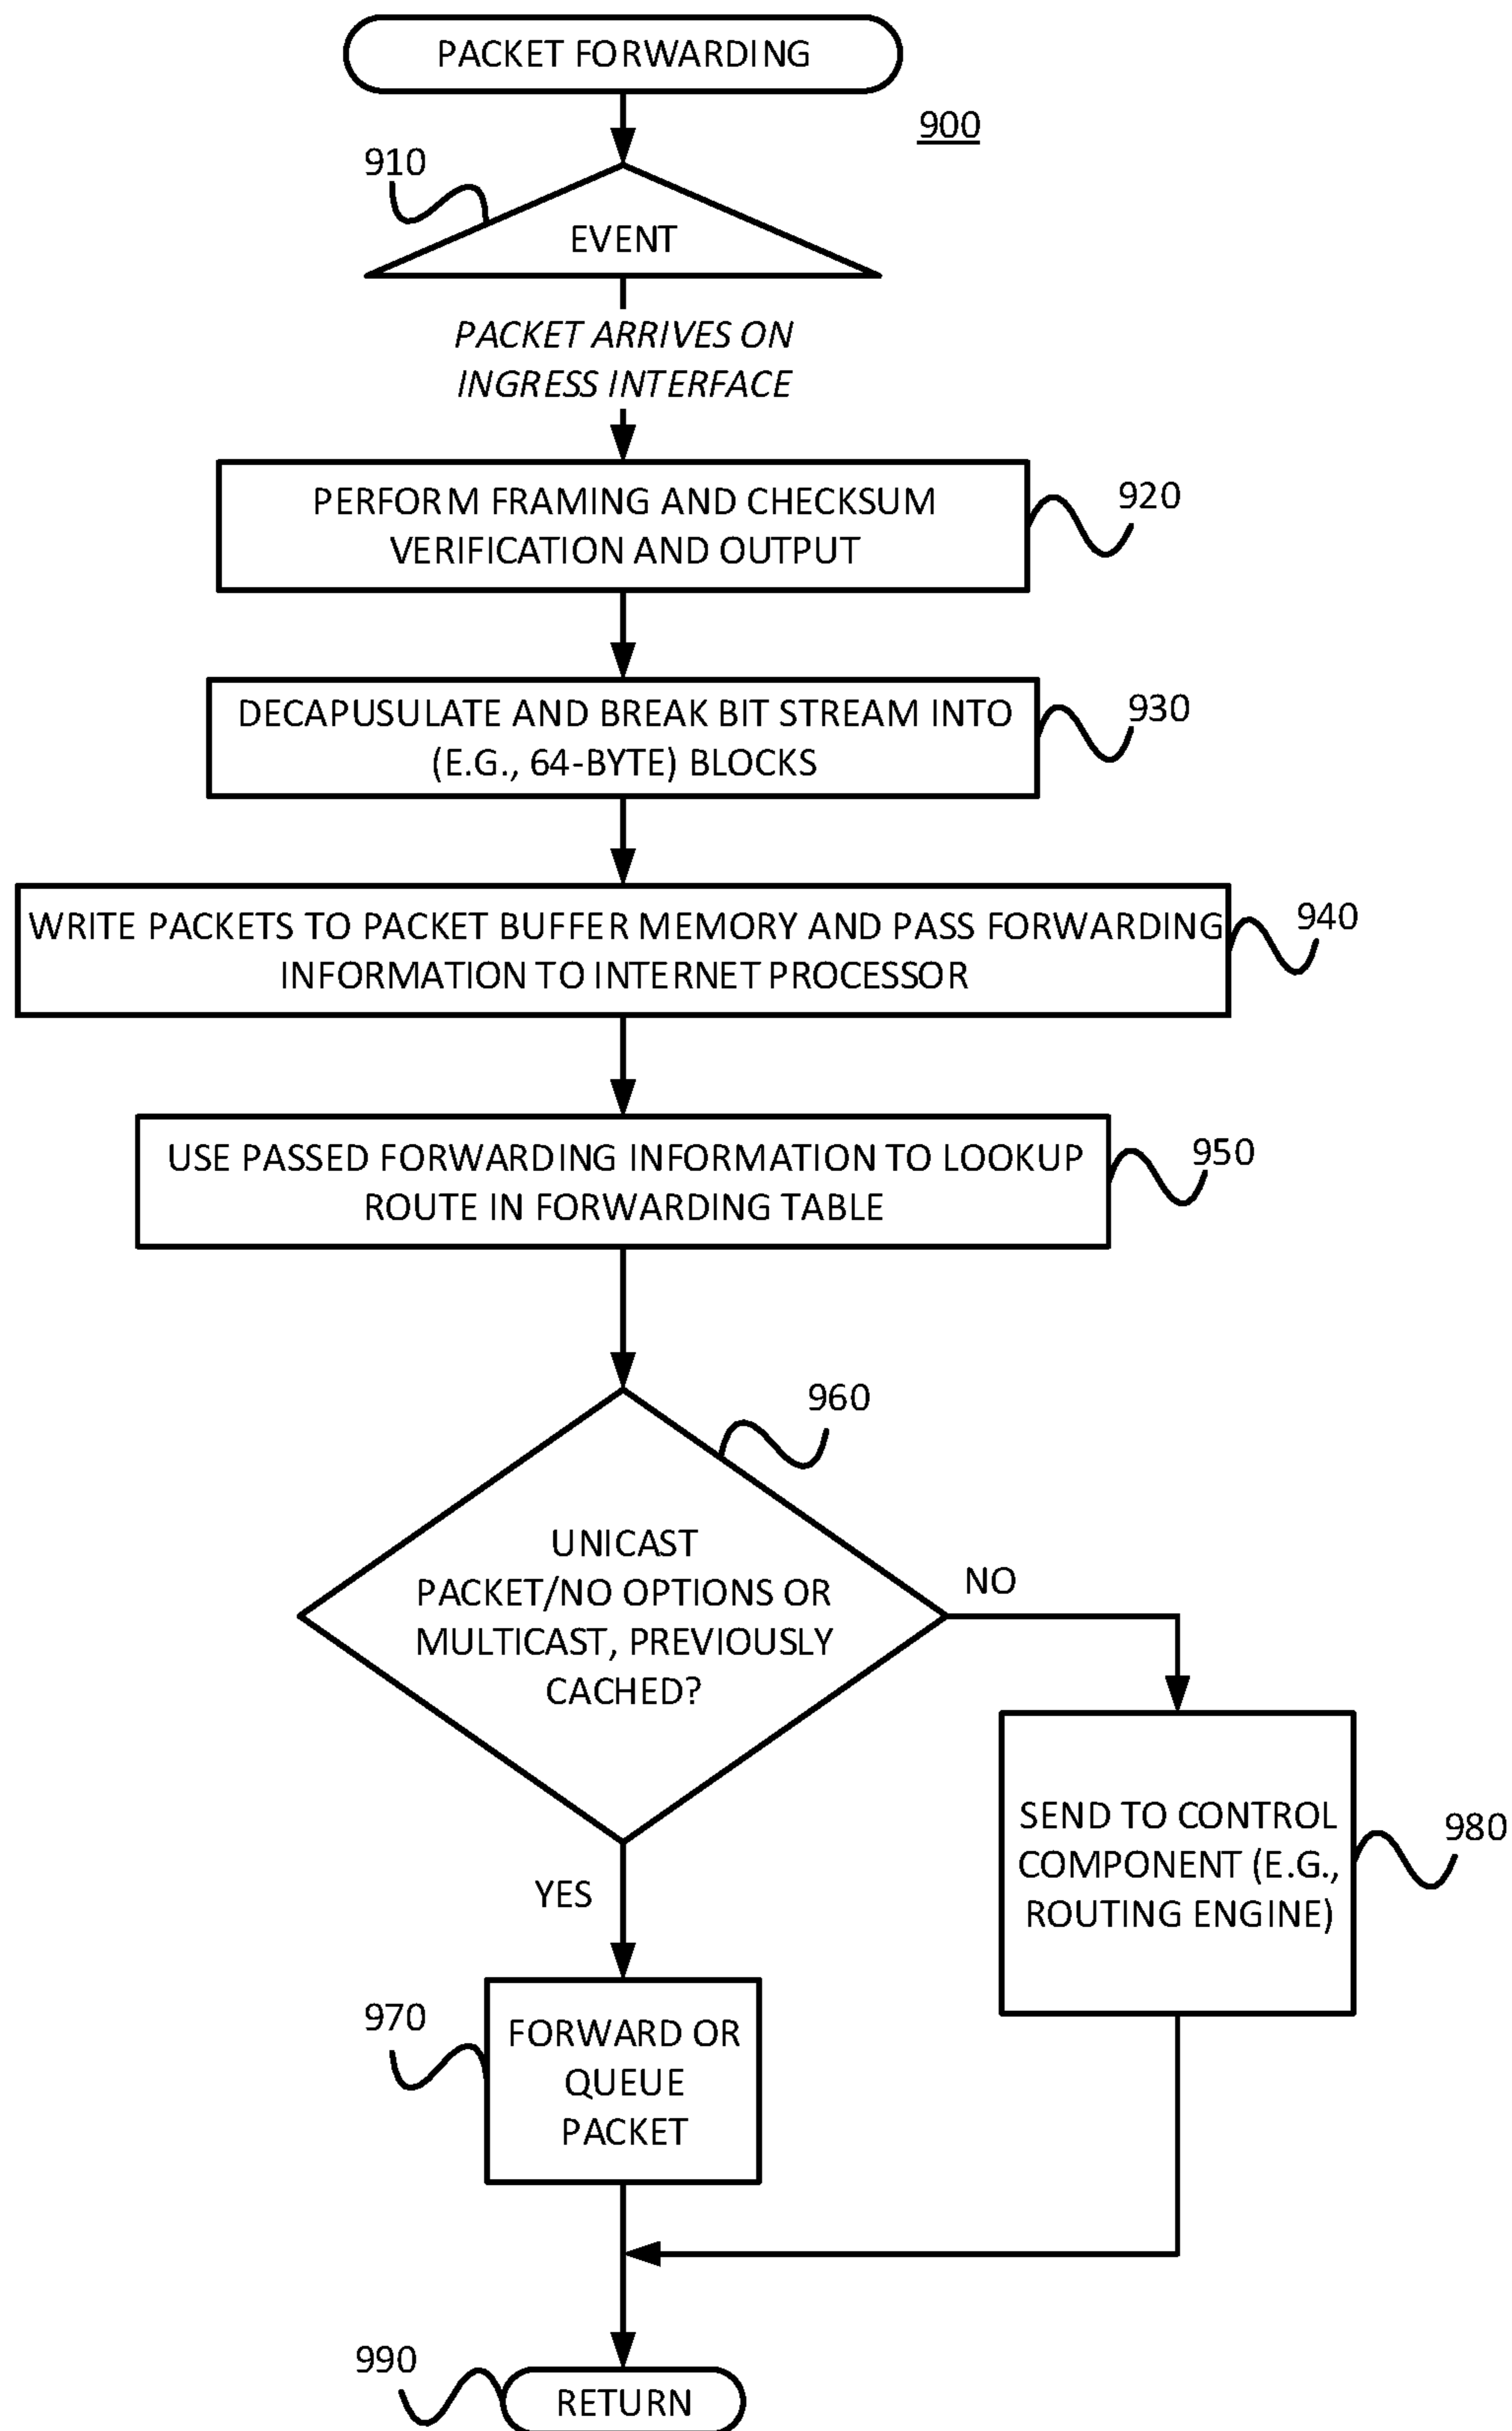 PACKET FORWARDING
900
910
EVENT
PACKET ARRIVES ON
INGRESS INTERFACE
PERFORM FRAMING AND CHECKSUM
VERIFICATION AND OUTPUT
920
DECAPUSULATE AND BREAK BIT STREAM INTO
(E.G., 64-BYTE) BLOCKS
930
WRITE PACKETS TO PACKET BUFFER MEMORY AND PASS FORWARDING
INFORMATION TO INTERNET PROCESSOR
940
USE PASSED FORWARDING INFORMATION TO LOOKUP
ROUTE IN FORWARDING TABLE
950
960
UNICAST
PACKET/NO OPTIONS OR
MULTICAST, PREVIOUSLY
CACHED?
NO
YES
SEND TO CONTROL
COMPONENT (E.G.,
ROUTING ENGINE)
980
970
FORWARD OR
QUEUE
PACKET
990
RETURN